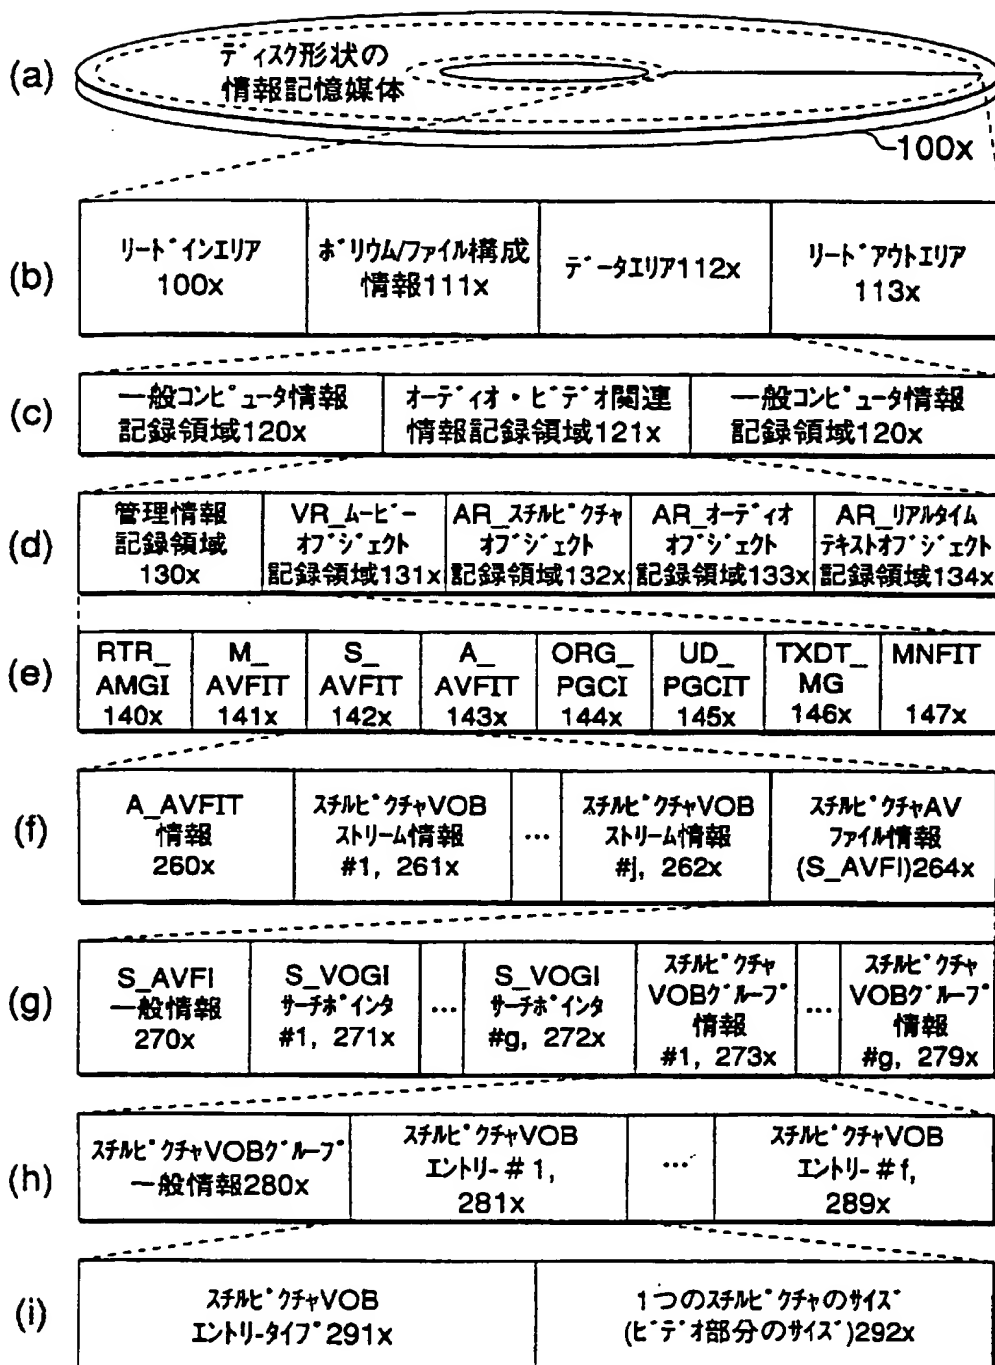 (a)
ディスク形状の
情報記憶媒体
100x
(b)
リードインエリア
100x
ボリウム/ファイル構成
情報111x
データエリア112x
リードアウトエリア
113x
(c)
一般コンピュータ情報
記録領域120x
オーディオ・ビデオ関連
情報記録領域121x
一般コンピュータ情報
記録領域120x
(d)
管理情報
記録領域
130x
VR_ムービー
オブジェクト
記録領域131x
AR_スチルピクチャ
オブジェクト
記録領域132x
AR_オーディオ
オブジェクト
記録領域133x
AR_リアルタイム
テキストオブジェクト
記録領域134x
(e)
RTR_
AMGI
140x
M_
AVFIT
141x
S_
AVFIT
142x
A_
AVFIT
143x
ORG_
PGCI
144x
UD_
PGCIT
145x
TXDT_
MG
146x
MNFIT
147x
(f)
A_AVFIT
情報
260x
スチルピクチャVOB
ストリーム情報
#1, 261x
...
スチルピクチャVOB
ストリーム情報
#j, 262x
スチルピクチャAV
ファイル情報
(S_AVFI)264x
(g)
S_AVFI
一般情報
270x
S_VOGI
サーチポインタ
#1, 271x
...
S_VOGI
サーチポインタ
#g, 272x
スチルピクチャ
VOBグループ
情報
#1, 273x
...
スチルピクチャ
VOBグループ
情報
#g, 279x
(h)
スチルピクチャVOBグループ
一般情報280x
スチルピクチャVOB
エントリー#1,
281x
...
スチルピクチャVOB
エントリー#f,
289x
(i)
スチルピクチャVOB
エントリータイプ291x
1つのスチルピクチャのサイズ
(ビデオ部分のサイズ)292x